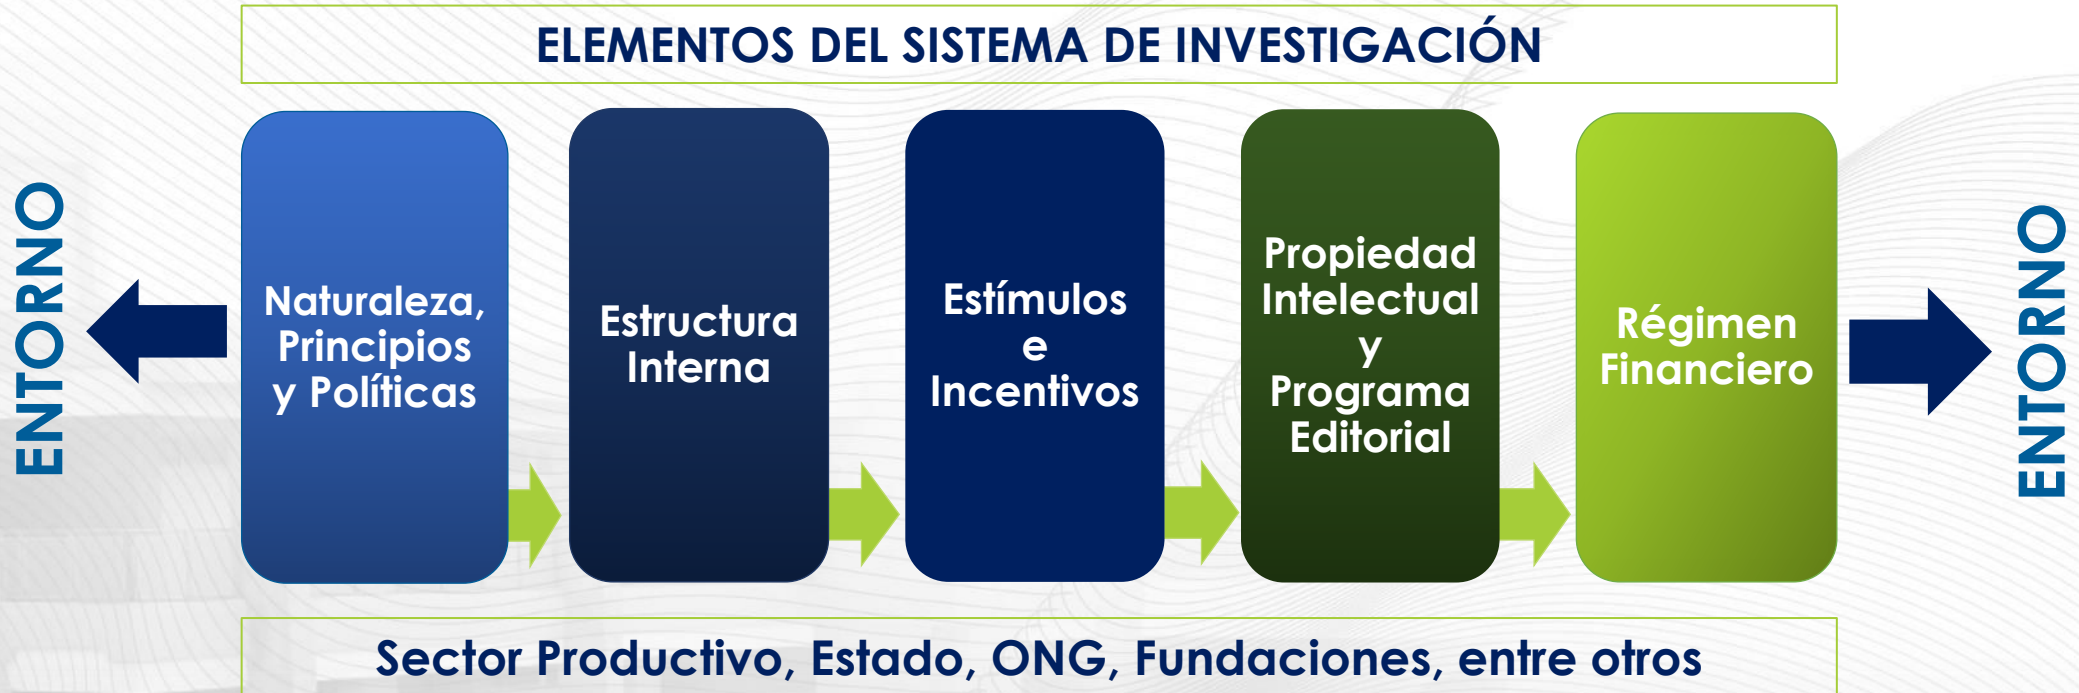 ELEMENTOS DEL SISTEMA DE INVESTIGACIÓN
ENTORNO
Naturaleza,
Principios
y Políticas
Estructura
Interna
Estímulos
e
Incentivos
Propiedad
Intelectual
y
Programa
Editorial
Régimen
Financiero
ENTORNO
Sector Productivo, Estado, ONG, Fundaciones, entre otros